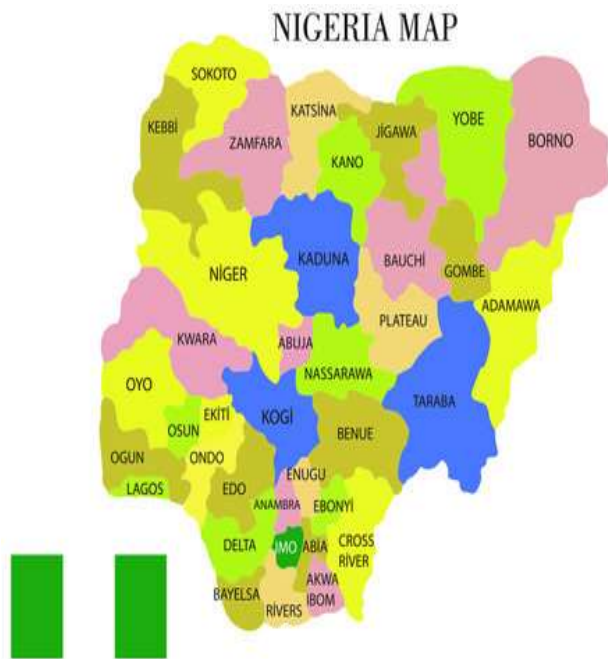 NIGERIA MAP
SOKOTO
KEBBİ
ZAMFARA
KATSİNA
JİGAWA
KANO
YOBE
BORNO
NİGER
KADUNA
BAUCHİ
GOMBE
ADAMAWA
KWARA
ABUJA
PLATEAU
NASSARAWA
TARABA
OYO
OSUN
EKİTİ
KOGİ
BENUE
OGUN
ONDO
LAGOS
EDO
ENUGU
ANAMBRA
EBONYİ
DELTA
İMO
ABİA
CROSS
RİVER
BAYELSA
RİVERS
AKWA
İBOM